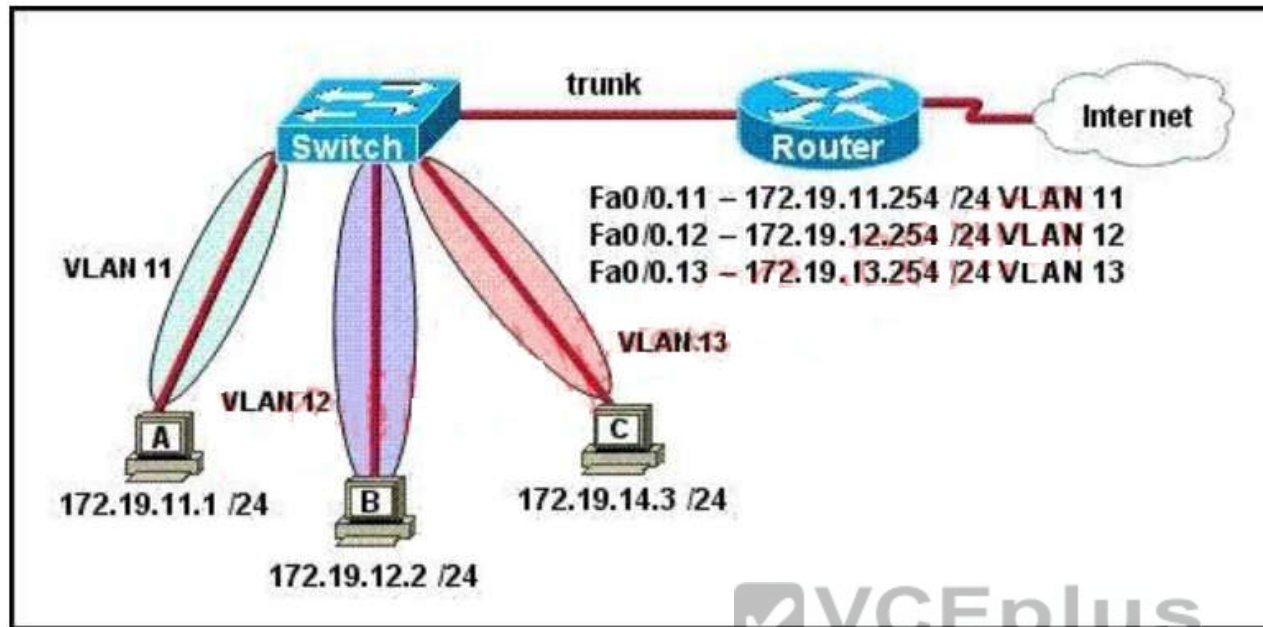 trunk
Switch
Router
Internet
Fa0/0.11 – 172.19.11.254 /24 VLAN 11
Fa0/0.12 – 172.19.12.254 /24 VLAN 12
Fa0/0.13 – 172.19.13.254 /24 VLAN 13
VLAN 11
VLAN 12
VLAN 13
A
172.19.11.1 /24
B
172.19.12.2 /24
C
172.19.14.3 /24
VCEplus